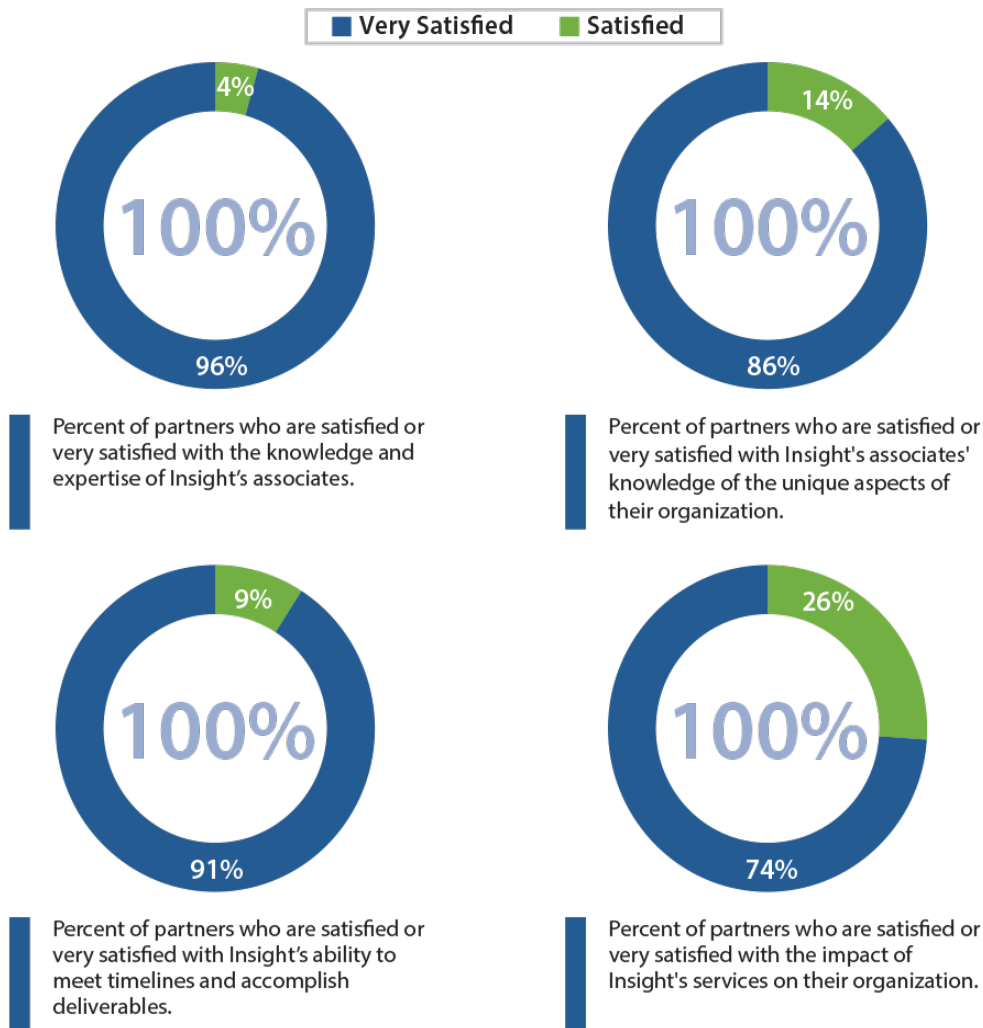 Very Satisfied Satisfied
4%
100%
96%
Percent of partners who are satisfied or
very satisfied with the knowledge and
expertise of Insight’s associates.
14%
100%
86%
Percent of partners who are satisfied or
very satisfied with Insight's associates'
knowledge of the unique aspects of
their organization.
9%
100%
91%
Percent of partners who are satisfied or
very satisfied with Insight’s ability to
meet timelines and accomplish
deliverables.
26%
100%
74%
Percent of partners who are satisfied or
very satisfied with the impact of
Insight's services on their organization.